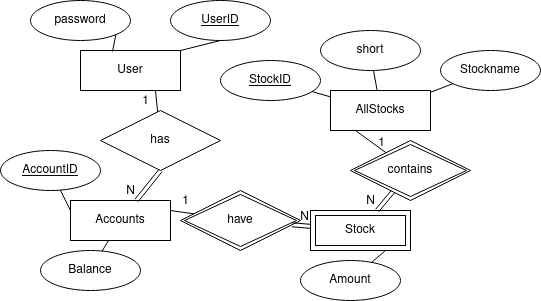 password
UserID
User
short
StockID
Stockname
AllStocks
1
has
1
contains
AccountID
N
N
1
Accounts
have
N
Stock
Balance
Amount